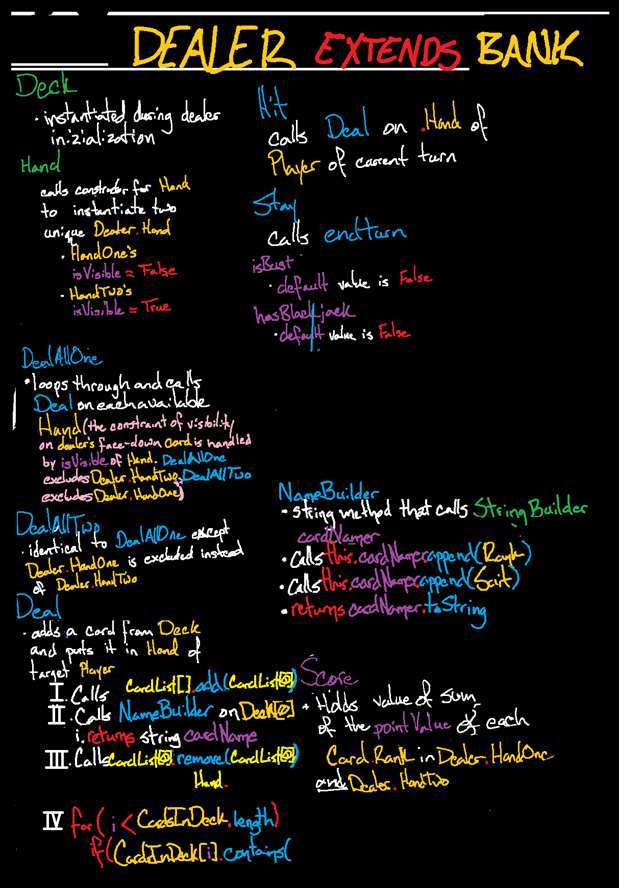 DEALER EXTENDS BANK
Deck
· instantiated during dealer
inizialization
Hand
calls constructor for Hand
to instantiate two
unique Dealer.Hand
· HandOne's
isVisible = False
· HandTwo's
isVisible = True
DealAllOne
• loops through and calls
Deal on each available
Hand (the constraint of visibility
on dealer's face-down card is handled
by isVisible of Hand. DealAllOne
excludes Dealer.HandTwo, DealAllTwo
excludes Dealer.HandOne)
DealAllTwo
· identical to DealAllOne except
Dealer.HandOne is excluded instead
of Dealer.HandTwo
Deal
· adds a card from Deck
and puts it in Hand of
target Player
I. Calls CardList[].add(CardList[@])
II. Calls NameBuilder on Deck[@]
i. returns string cardName
III. Calls CardList[@].remove(CardList[@])
Hand.
IV for( i < CardsInDeck.length)
if(CardsInDeck[i].contains(
Hit
calls Deal on .Hand of
Player of current turn
Stay
calls endturn
isBust
· default value is False
hasBlackjack
· default value is False
NameBuilder
• string method that calls StringBuilder
cardNamer
• Calls this.cardNamer.append(Rank)
• Calls this.cardNamer.append(Suit)
• returns cardNamer.toString
Score
• Holds value of sum
of the pointValue of each
Card.Rank in Dealer.HandOne
and Dealer.HandTwo